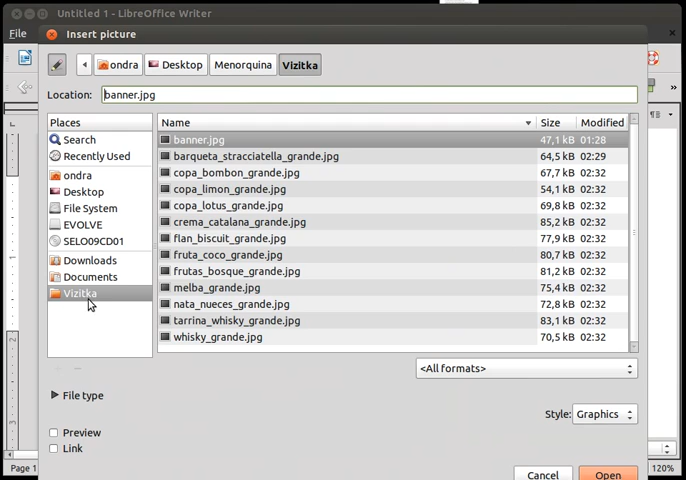 Untitled 1 - LibreOffice Writer
File
Insert picture
ondra Desktop Menorquina Vizitka
Location: banner.jpg
Places Name Size Modified
Search
Recently Used
ondra
Desktop
File System
EVOLVE
SELO09CD01
Downloads
Documents
Vizitka
banner.jpg 47,1 kB 01:28
barqueta_stracciatella_grande.jpg 64,5 kB 02:29
copa_bombon_grande.jpg 67,7 kB 02:32
copa_limon_grande.jpg 54,1 kB 02:32
copa_lotus_grande.jpg 69,8 kB 02:32
crema_catalana_grande.jpg 85,2 kB 02:32
flan_biscuit_grande.jpg 77,9 kB 02:32
fruta_coco_grande.jpg 80,7 kB 02:32
frutas_bosque_grande.jpg 81,2 kB 02:32
melba_grande.jpg 75,4 kB 02:32
nata_nueces_grande.jpg 72,8 kB 02:32
tarrina_whisky_grande.jpg 83,1 kB 02:32
whisky_grande.jpg 70,5 kB 02:32
<All formats>
File type
Style: Graphics
Preview
Link
Cancel Open
Page 1
120%
1
2
3